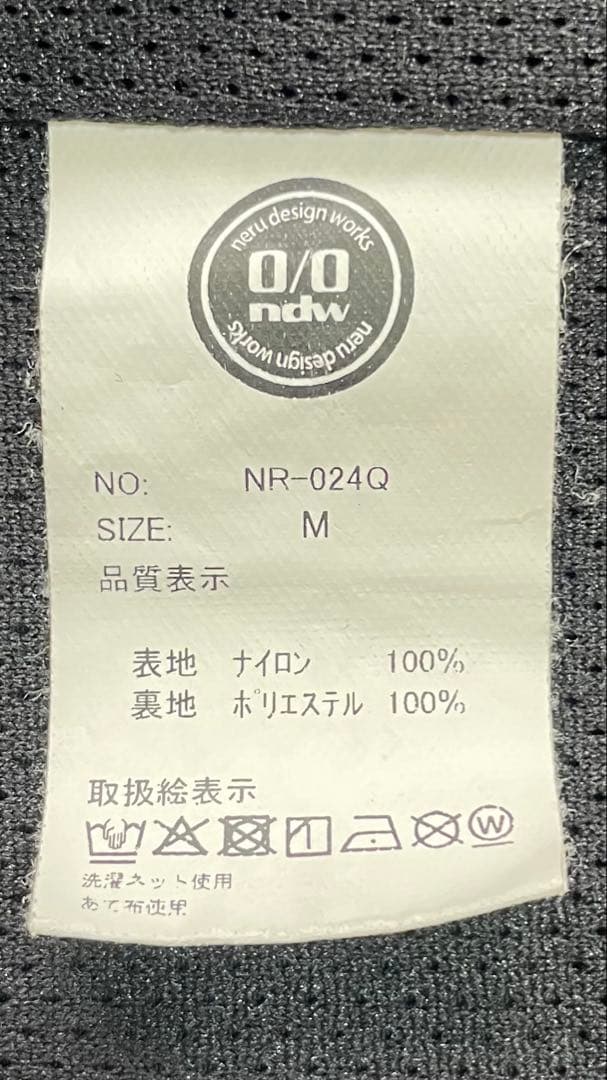 neru design works
0/0
ndw
neru design works
NO: NR-024Q
SIZE: M
品質表示
表地 ナイロン 100%
裏地 ポリエステル 100%
取扱絵表示
W
洗濯ネット使用
あて布使用